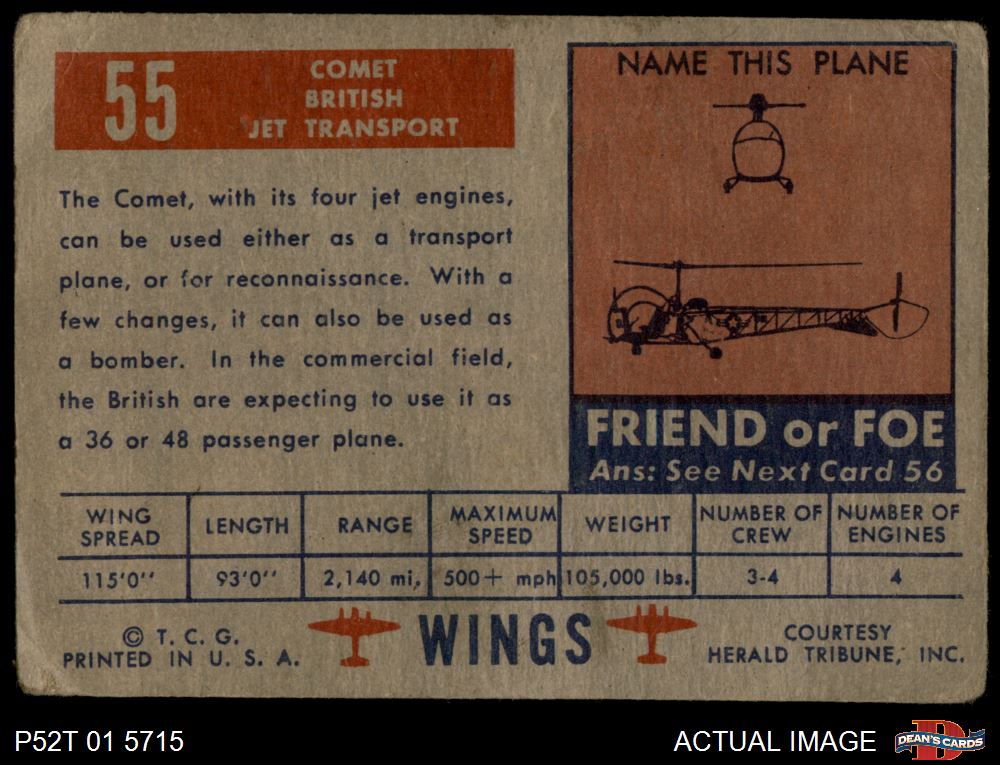 55
COMET
BRITISH
JET TRANSPORT
The Comet, with its four jet engines,
can be used either as a transport
plane, or for reconnaissance. With a
few changes, it can also be used as
a bomber. In the commercial field,
the British are expecting to use it as
a 36 or 48 passenger plane.
NAME THIS PLANE
FRIEND or FOE
Ans: See Next Card 56
WING SPREAD LENGTH RANGE MAXIMUM SPEED WEIGHT NUMBER OF CREW NUMBER OF ENGINES
115'0'' 93'0'' 2,140 mi, 500+ mph 105,000 lbs. 3-4 4
© T. C. G.
PRINTED IN U. S. A.
WINGS
COURTESY
HERALD TRIBUNE, INC.
P52T 01 5715
ACTUAL IMAGE
DEAN'S CARDS